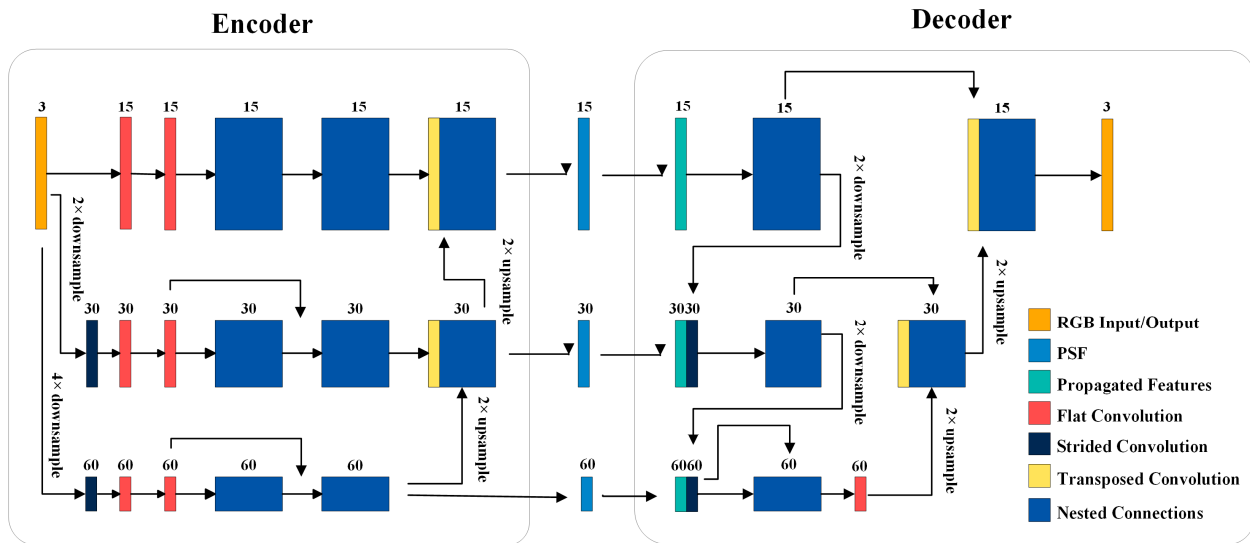 Encoder
Decoder
3 15 15 15 15 15 15 15 15 15 3
2× downsample
2× downsample
2× upsample
2× upsample
30 30 30 30 30 30 30 3030 30 30
4× downsample
2× upsample
2× downsample
2× upsample
60 60 60 60 60 60 6060 60 60
RGB Input/Output
PSF
Propagated Features
Flat Convolution
Strided Convolution
Transposed Convolution
Nested Connections